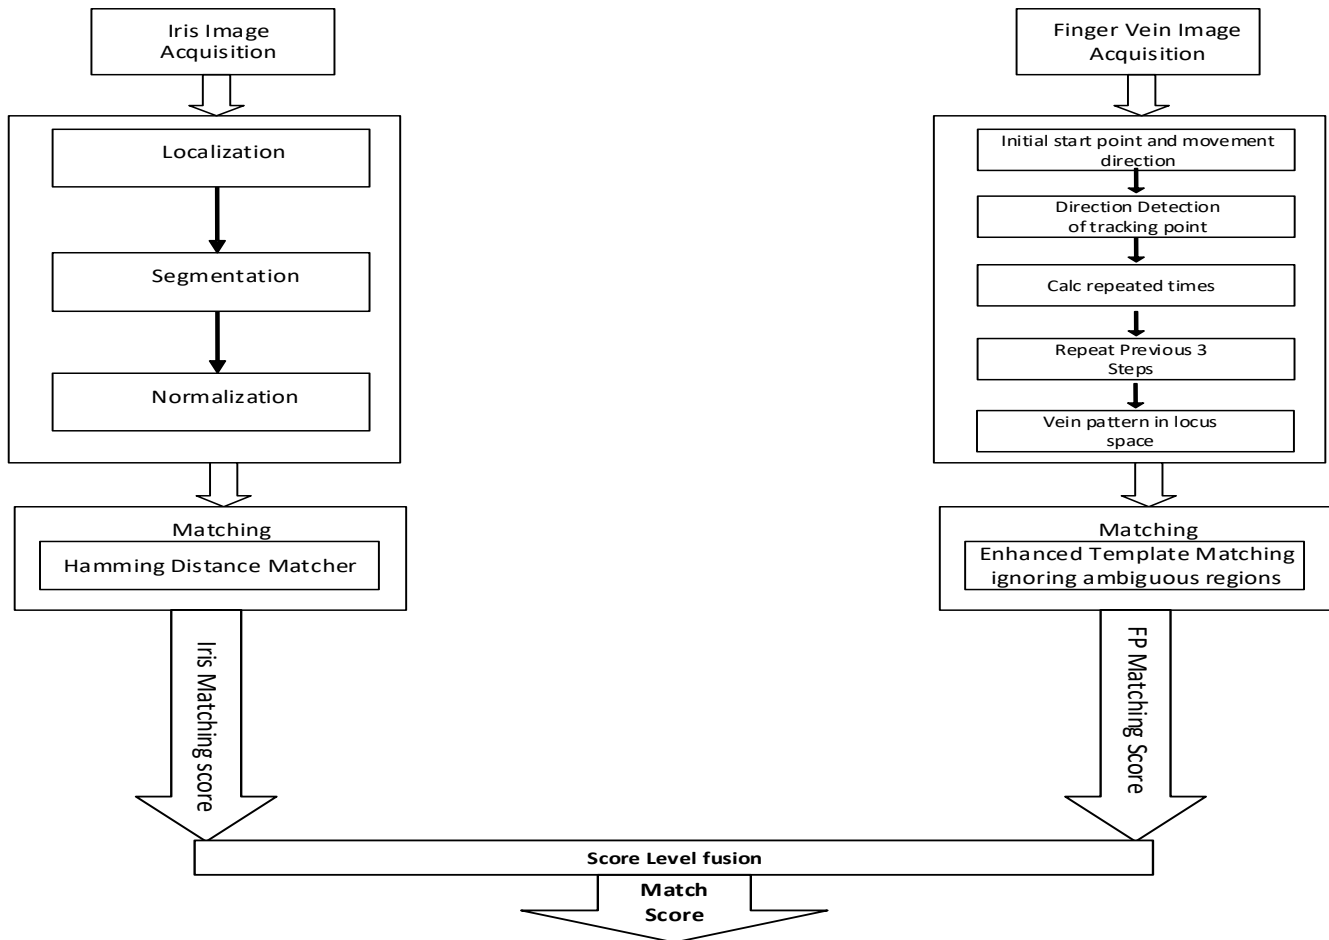 Iris Image
Acquisition
Localization
Segmentation
Normalization
Matching
Hamming Distance Matcher
Iris Matching score
Finger Vein Image
Acquisition
Initial start point and movement
direction
Direction Detection
of tracking point
Calc repeated times
Repeat Previous 3
Steps
Vein pattern in locus
space
Matching
Enhanced Template Matching
ignoring ambiguous regions
FP Matching Score
Score Level fusion
Match
Score